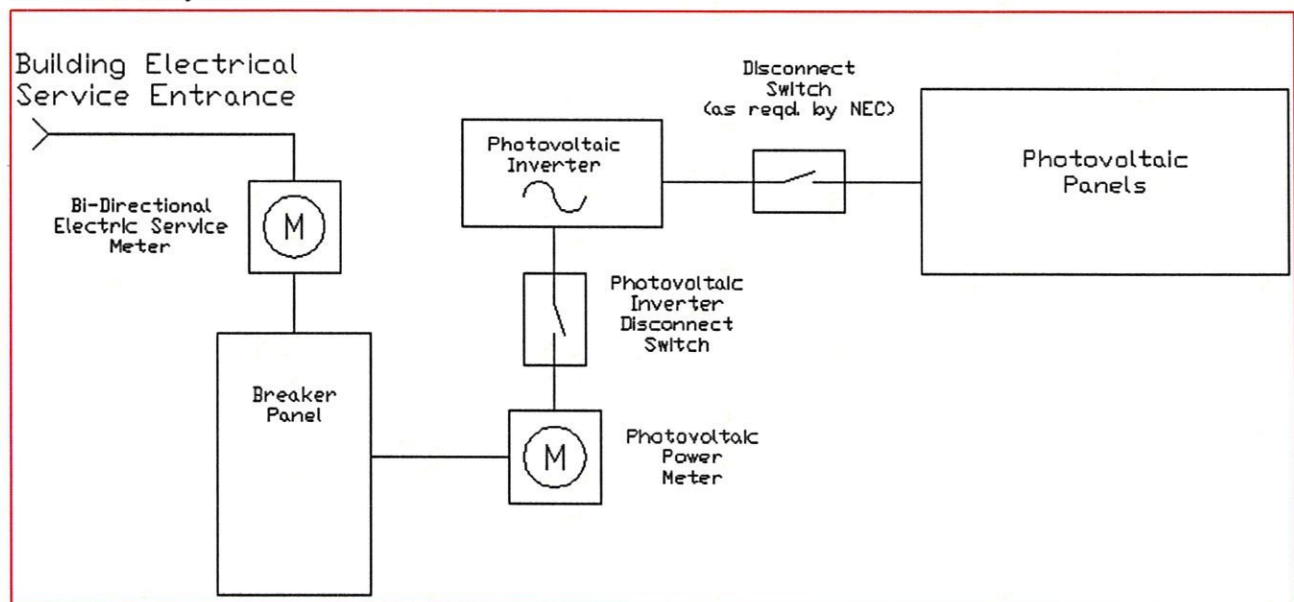 Building Electrical
Service Entrance
Disconnect
Switch
(as reqd. by NEC)
Photovoltaic
Inverter
Photovoltaic
Panels
Bi-Directional
Electric Service
Meter
M
Photovoltaic
Inverter
Disconnect
Switch
Breaker
Panel
M
Photovoltaic
Power
Meter